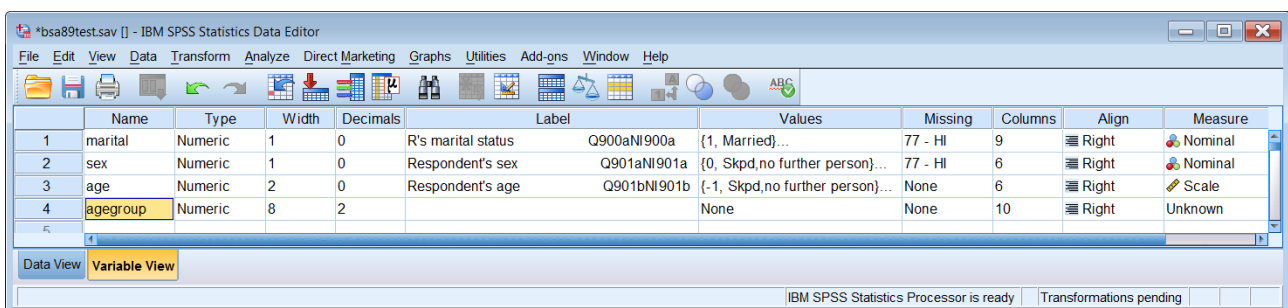 *bsa89test.sav [] - IBM SPSS Statistics Data Editor
File Edit View Data Transform Analyze Direct Marketing Graphs Utilities Add-ons Window Help
Name Type Width Decimals Label Values Missing Columns Align Measure
1 marital Numeric 1 0 R's marital status Q900aNI900a {1, Married}... 77 - HI 9 Right Nominal
2 sex Numeric 1 0 Respondent's sex Q901aNI901a {0, Skpd,no further person}... 77 - HI 6 Right Nominal
3 age Numeric 2 0 Respondent's age Q901bNI901b {-1, Skpd,no further person}... None 6 Right Scale
4 agegroup Numeric 8 2 None None 10 Right Unknown
5
Data View Variable View
IBM SPSS Statistics Processor is ready Transformations pending